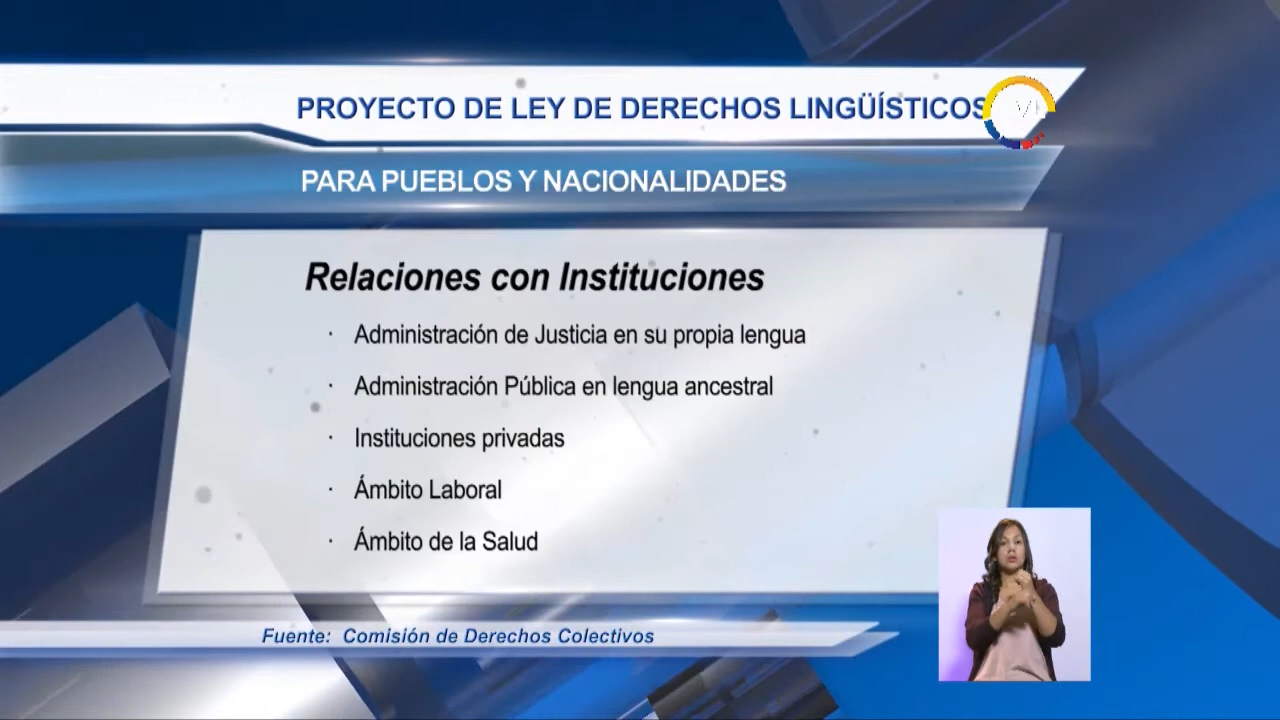 PROYECTO DE LEY DE DERECHOS LINGÜÍSTICOS
PARA PUEBLOS Y NACIONALIDADES
Relaciones con Instituciones
· Administración de Justicia en su propia lengua
· Administración Pública en lengua ancestral
· Instituciones privadas
· Ámbito Laboral
· Ámbito de la Salud
Fuente: Comisión de Derechos Colectivos